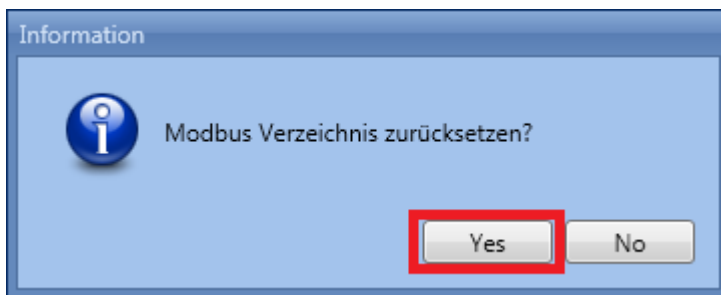 Information
Modbus Verzeichnis zurücksetzen?
Yes No